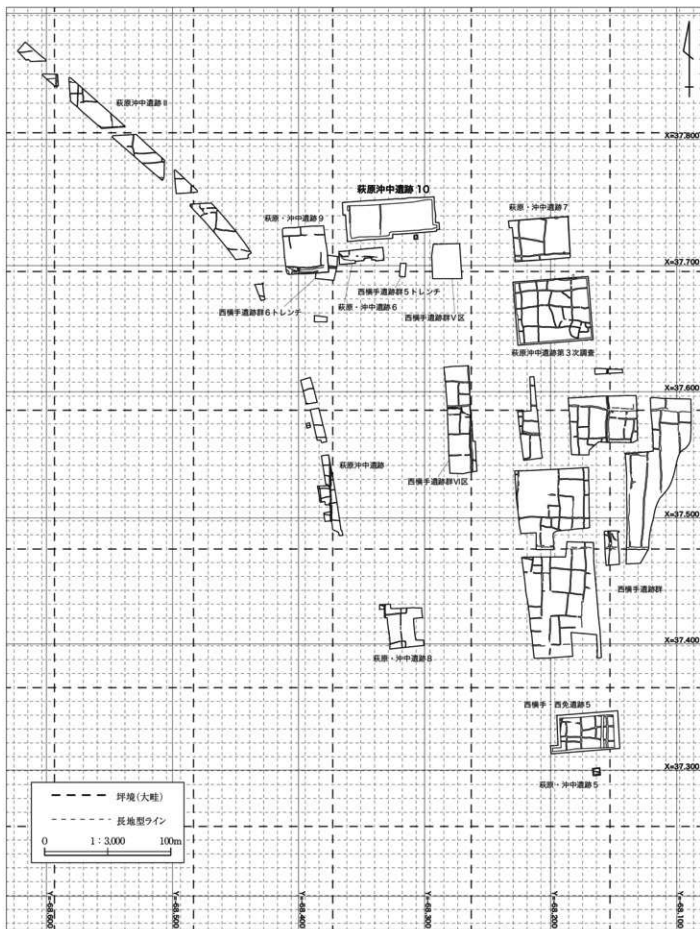 萩原沖中遺跡Ⅱ
X=37.800
萩原沖中遺跡 10
萩原・沖中遺跡9
萩原・沖中遺跡7
X=37.700
西横手遺跡群6トレンチ
西横手遺跡群5トレンチ
萩原・沖中遺跡6
西横手遺跡群Ⅴ区
萩原沖中遺跡第3次調査
X=37.600
萩原沖中遺跡
西横手遺跡群Ⅵ区
X=37.500
西横手遺跡群
X=37.400
萩原・沖中遺跡8
西横手・西免遺跡5
X=37.300
萩原・沖中遺跡5
坪境(大畦)
長地型ライン
0 1:3,000 100m
Y=-68.600
Y=-68.500
Y=-68.400
Y=-68.300
Y=-68.200
Y=-68.100